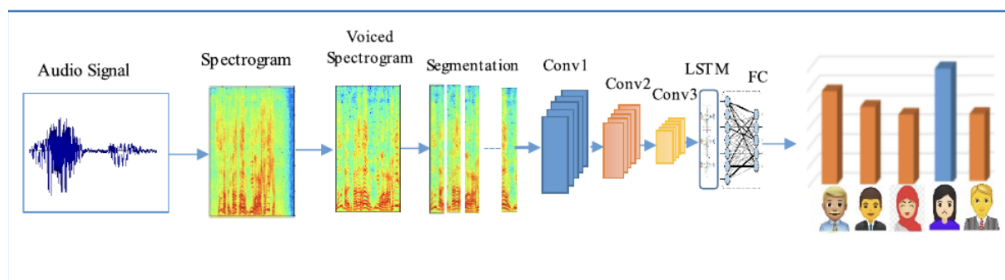 Audio Signal
Spectrogram
Voiced
Spectrogram
Segmentation
Conv1
Conv2
Conv3
LSTM
FC